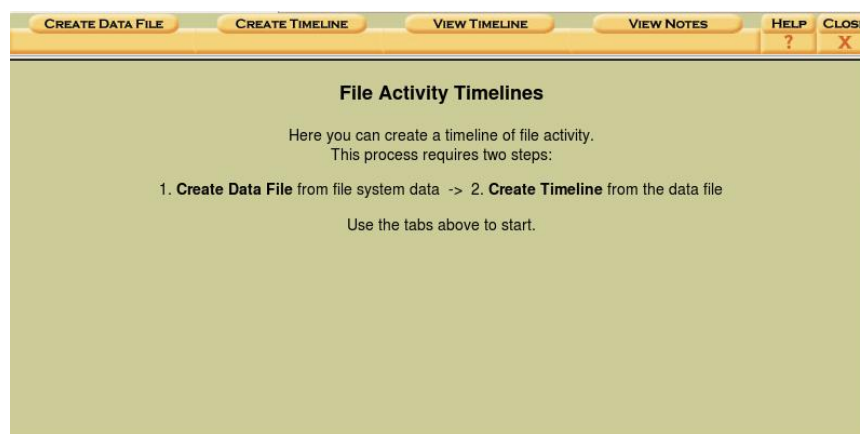 CREATE DATA FILE CREATE TIMELINE VIEW TIMELINE VIEW NOTES HELP CLOS
? X
File Activity Timelines
Here you can create a timeline of file activity.
This process requires two steps:
1. Create Data File from file system data -> 2. Create Timeline from the data file
Use the tabs above to start.